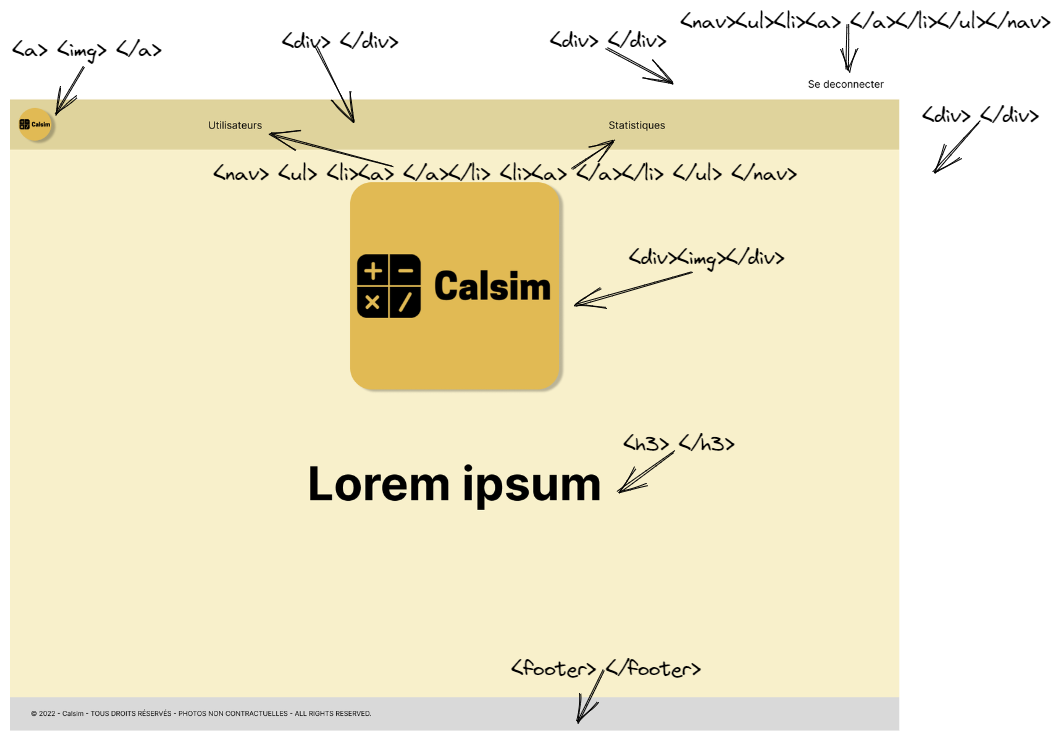 <nav><ul><li><a> </a></li></ul></nav>
<a> <img> </a>
<div> </div>
<div> </div>
Se deconnecter
<div> </div>
Calsim
Utilisateurs
Statistiques
<nav> <ul> <li><a> </a></li> <li><a> </a></li> </ul> </nav>
<div><img></div>
Calsim
<h3> </h3>
Lorem ipsum
<footer> </footer>
© 2022 - Calsim - TOUS DROITS RÉSERVÉS - PHOTOS NON CONTRACTUELLES - ALL RIGHTS RESERVED.